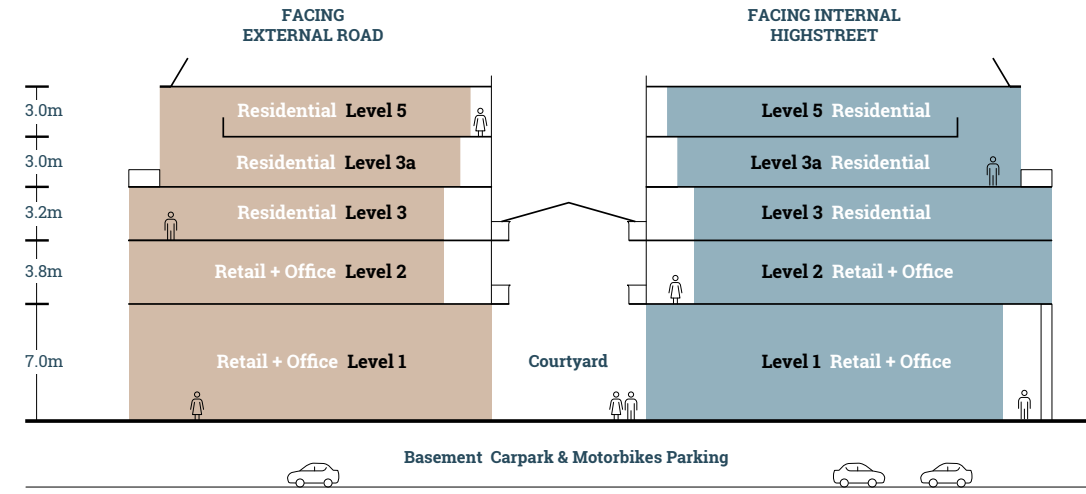 FACING
EXTERNAL ROAD
FACING INTERNAL
HIGHSTREET
3.0m
Residential Level 5
Level 5 Residential
3.0m
Residential Level 3a
Level 3a Residential
3.2m
Residential Level 3
Level 3 Residential
3.8m
Retail + Office Level 2
Level 2 Retail + Office
7.0m
Retail + Office Level 1
Courtyard
Level 1 Retail + Office
Basement Carpark & Motorbikes Parking